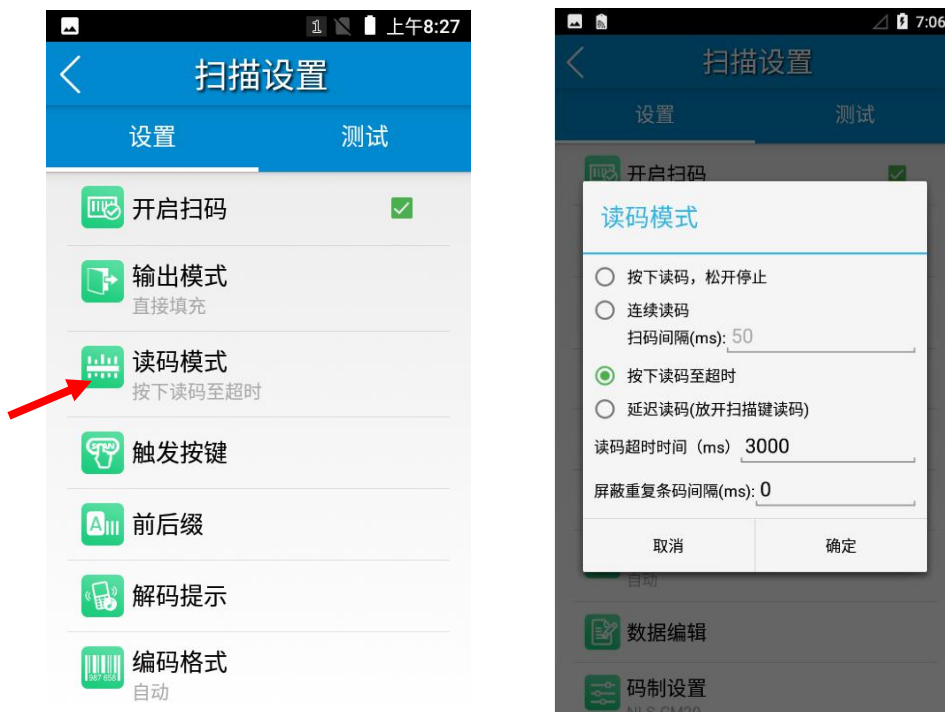 1 上午8:27
扫描设置
设置 测试
开启扫码
输出模式
直接填充
读码模式
按下读码至超时
触发按键
前后缀
解码提示
编码格式
自动
7:06
扫描设置
设置 测试
开启扫码
读码模式
按下读码，松开停止
连续读码
扫码间隔(ms): 50
按下读码至超时
延迟读码(放开扫描键读码)
读码超时时间（ms） 3000
屏蔽重复条码间隔(ms): 0
取消 确定
自动
数据编辑
码制设置
NLS-CM30